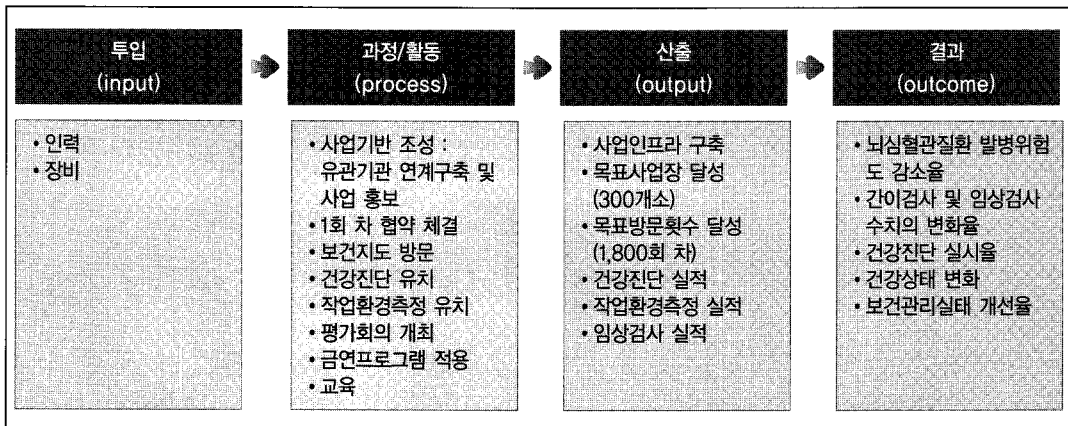 투입
(input)
과정/활동
(process)
산출
(output)
결과
(outcome)
• 인력
• 장비
• 사업기반 조성 :
유관기관 연계구축 및
사업 홍보
• 1회 차 협약 체결
• 보건지도 방문
• 건강진단 유치
• 작업환경측정 유치
• 평가회의 개최
• 금연프로그램 적용
• 교육
• 사업인프라 구축
• 목표사업장 달성
(300개소)
• 목표방문횟수 달성
(1,800회 차)
• 건강진단 실적
• 작업환경측정 실적
• 임상검사 실적
• 뇌심혈관질환 발병위험
도 감소율
• 간이검사 및 임상검사
수치의 변화율
• 건강진단 실시율
• 건강상태 변화
• 보건관리실태 개선율